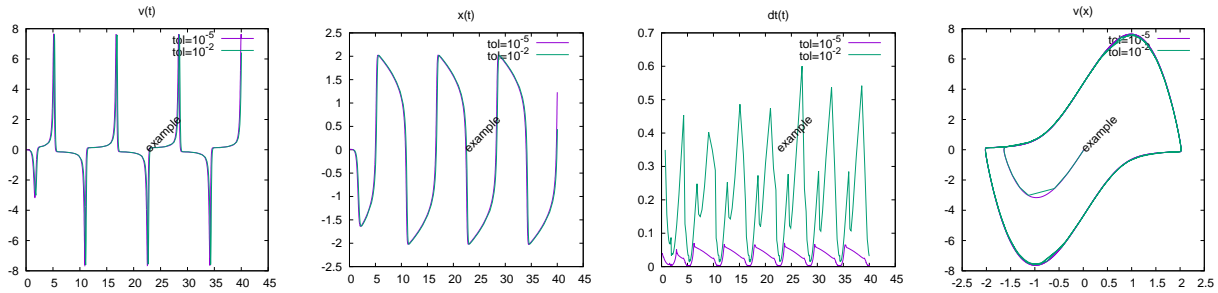 v(t)
8
6
4
2
0
-2
-4
-6
-8
0 5 10 15 20 25 30 35 40 45
tol=10^-5
tol=10^-2
example
x(t)
2.5
2
1.5
1
0.5
0
-0.5
-1
-1.5
-2
-2.5
0 5 10 15 20 25 30 35 40 45
tol=10^-5
tol=10^-2
example
dt(t)
0.7
0.6
0.5
0.4
0.3
0.2
0.1
0
0 5 10 15 20 25 30 35 40 45
tol=10^-5
tol=10^-2
example
v(x)
8
6
4
2
0
-2
-4
-6
-8
-2.5 -2 -1.5 -1 -0.5 0 0.5 1 1.5 2 2.5
tol=10^-5
tol=10^-2
example